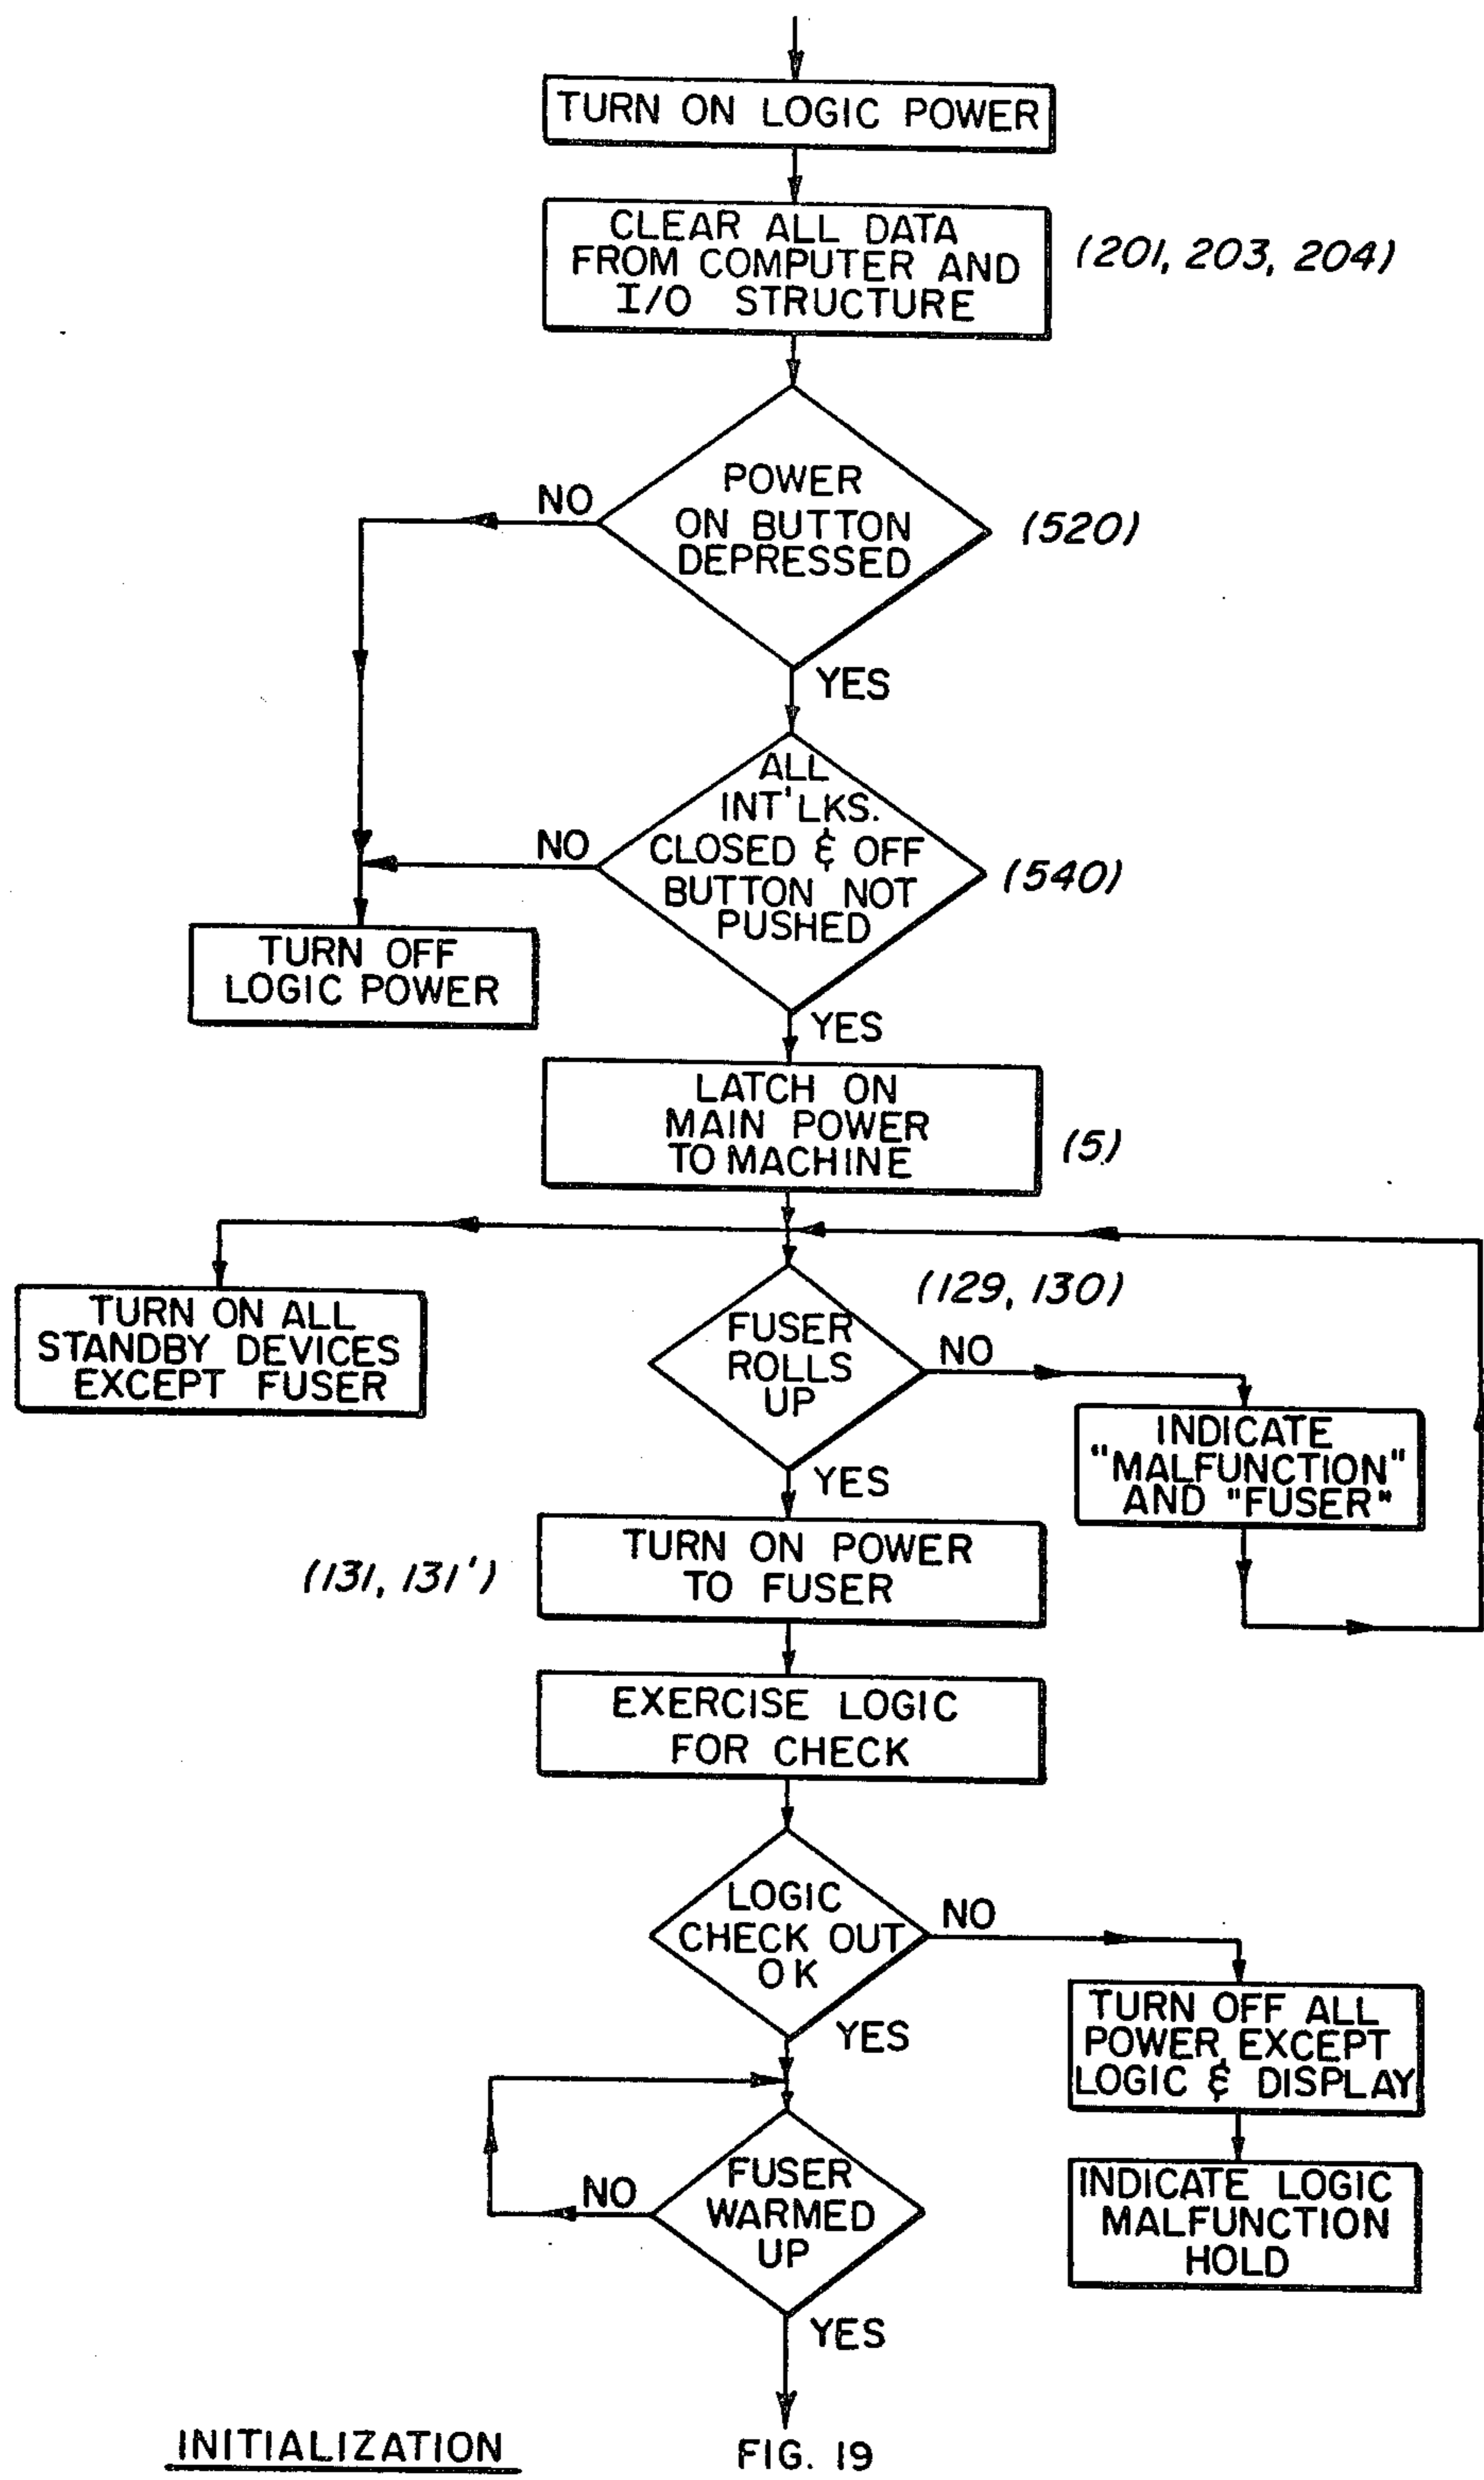 TURN ON LOGIC POWER
CLEAR ALL DATA
FROM COMPUTER AND
I/O STRUCTURE
(201, 203, 204)
POWER
ON BUTTON
DEPRESSED
NO
(520)
YES
ALL
INT'LKS.
CLOSED & OFF
BUTTON NOT
PUSHED
NO
(540)
TURN OFF
LOGIC POWER
YES
LATCH ON
MAIN POWER
TO MACHINE
(5)
TURN ON ALL
STANDBY DEVICES
EXCEPT FUSER
(129, 130)
FUSER
ROLLS
UP
NO
INDICATE
"MALFUNCTION"
AND "FUSER"
YES
TURN ON POWER
TO FUSER
(131, 131')
EXERCISE LOGIC
FOR CHECK
LOGIC
CHECK OUT
OK
NO
TURN OFF ALL
POWER EXCEPT
LOGIC & DISPLAY
YES
INDICATE LOGIC
MALFUNCTION
HOLD
FUSER
WARMED
UP
NO
YES
INITIALIZATION
FIG. 19